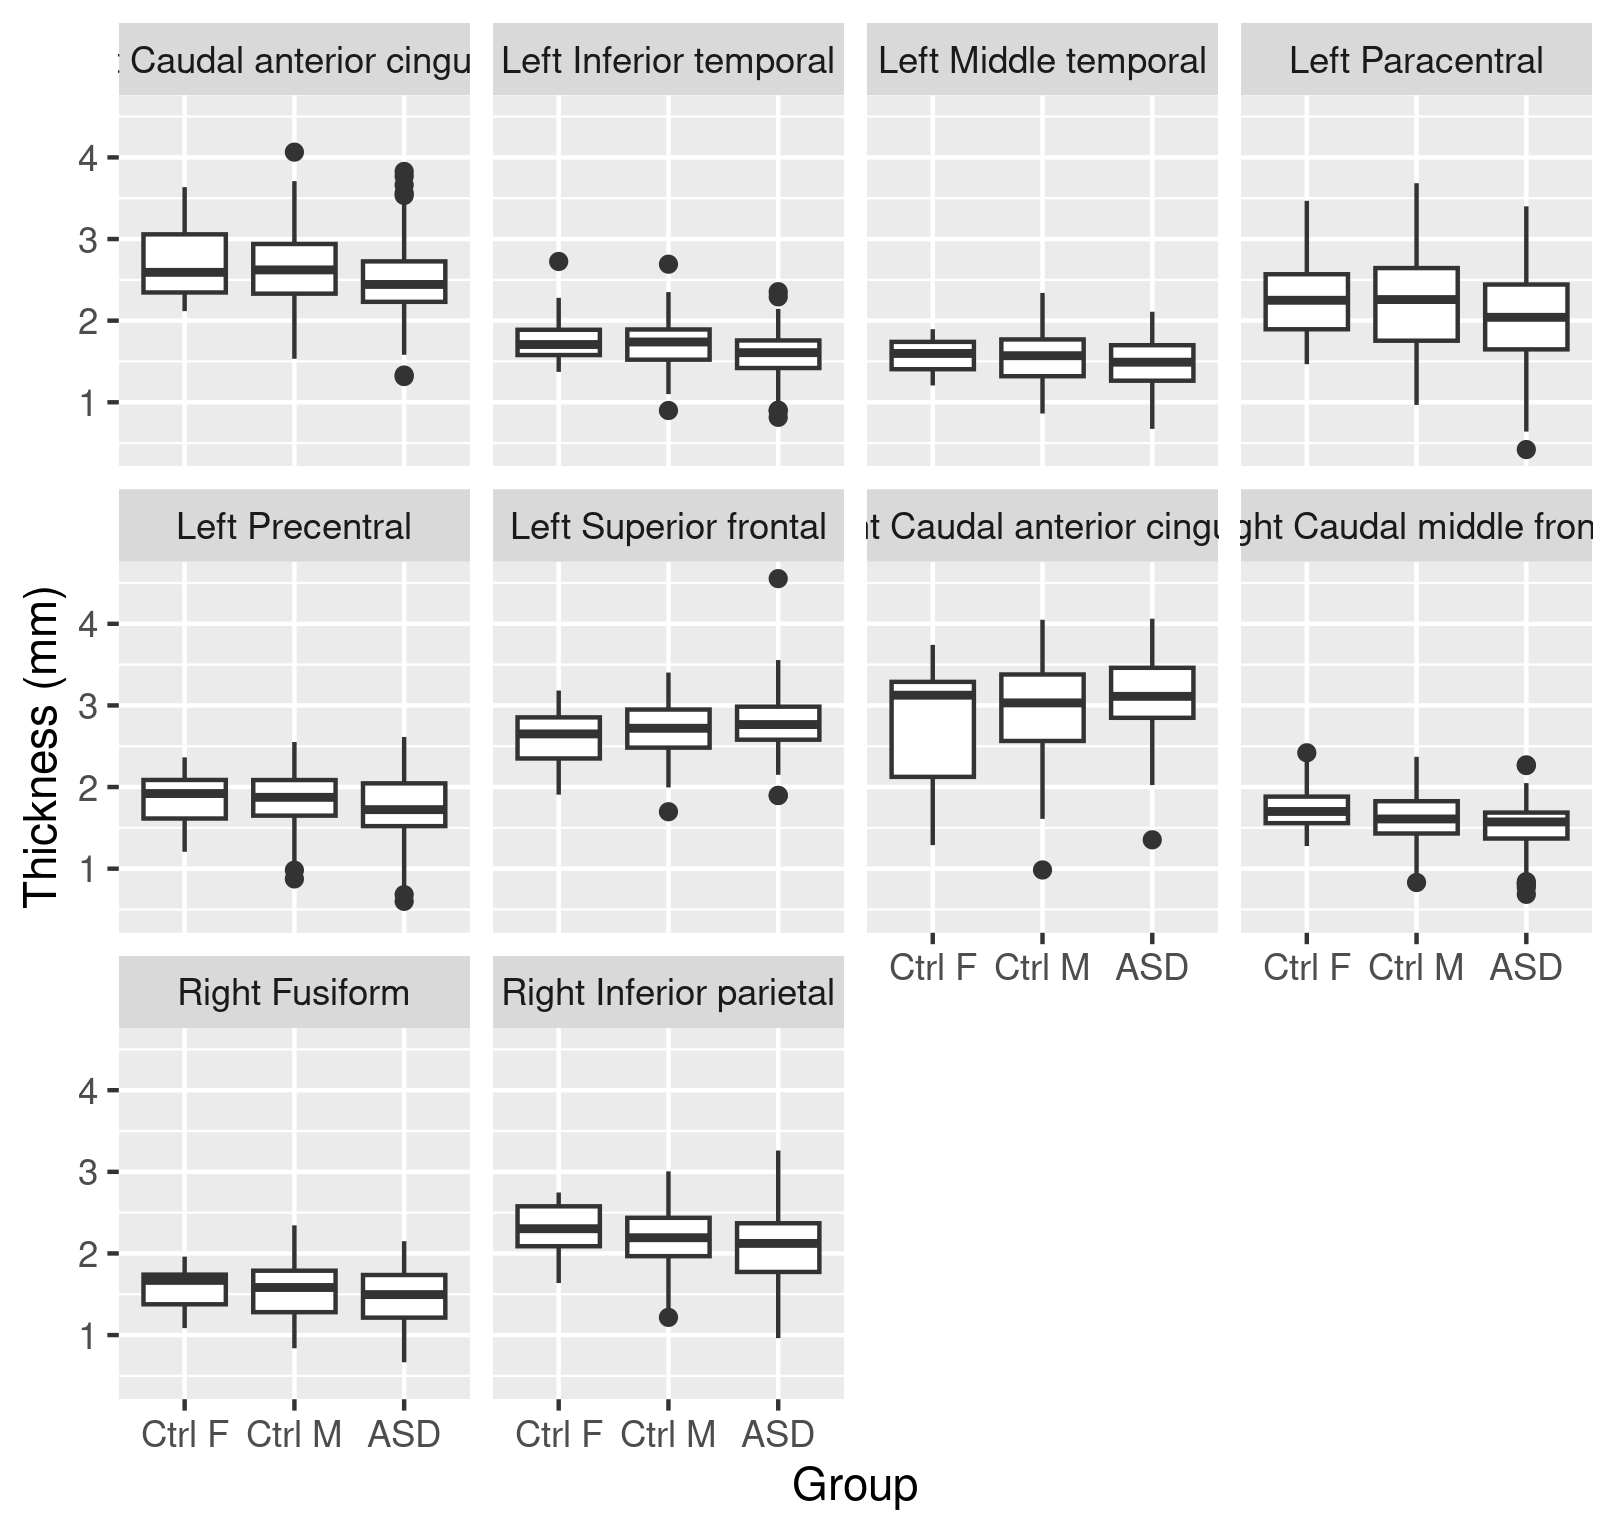 Caudal anterior cingu Left Inferior temporal Left Middle temporal Left Paracentral
4
3
2
1
Left Precentral Left Superior frontal t Caudal anterior cingu ght Caudal middle fron
4
3
2
1
Thickness (mm)
Ctrl F Ctrl M ASD Ctrl F Ctrl M ASD
Right Fusiform Right Inferior parietal
4
3
2
1
Ctrl F Ctrl M ASD Ctrl F Ctrl M ASD
Group